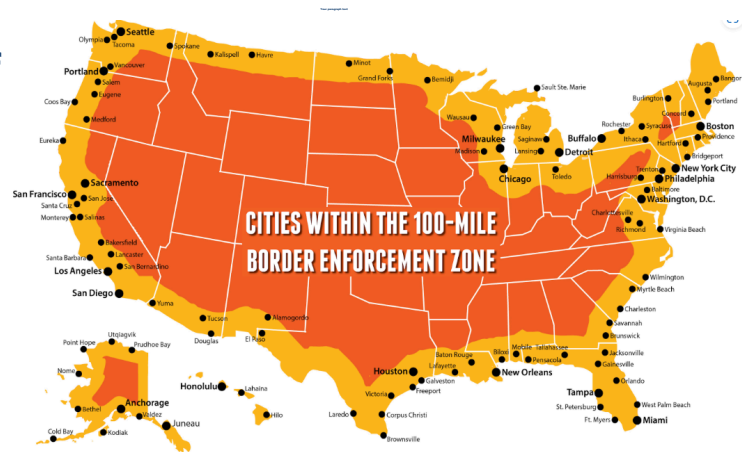 Seattle
Olympia
Tacoma
Spokane
Kalispell
Havre
Minot
Grand Forks
Bemidji
Sault Ste. Marie
Augusta
Bangor
Portland
Vancouver
Salem
Eugene
Coos Bay
Medford
Eureka
Wausau
Green Bay
Milwaukee
Madison
Saginaw
Lansing
Detroit
Chicago
Toledo
Buffalo
Rochester
Syracuse
Ithaca
Burlington
Concord
Portland
Boston
Providence
Hartford
Bridgeport
New York City
Trenton
Philadelphia
Harrisburg
Baltimore
Washington, D.C.
Charlottesville
Richmond
Virginia Beach
Sacramento
San Francisco
San Jose
Santa Cruz
Monterey
Salinas
Bakersfield
Lancaster
Santa Barbara
San Bernardino
Los Angeles
San Diego
Yuma
CITIES WITHIN THE 100-MILE
BORDER ENFORCEMENT ZONE
Tucson
Douglas
Alamogordo
El Paso
Wilmington
Myrtle Beach
Charleston
Savannah
Brunswick
Jacksonville
Gainesville
Orlando
Tampa
St. Petersburg
West Palm Beach
Ft. Myers
Miami
Baton Rouge
Lafayette
Biloxi
Mobile
Tallahassee
Pensacola
New Orleans
Houston
Galveston
Freeport
Victoria
Laredo
Corpus Christi
Brownsville
Point Hope
Utqiagvik
Prudhoe Bay
Nome
Bethel
Anchorage
Valdez
Juneau
Cold Bay
Kodiak
Honolulu
Lahaina
Hilo